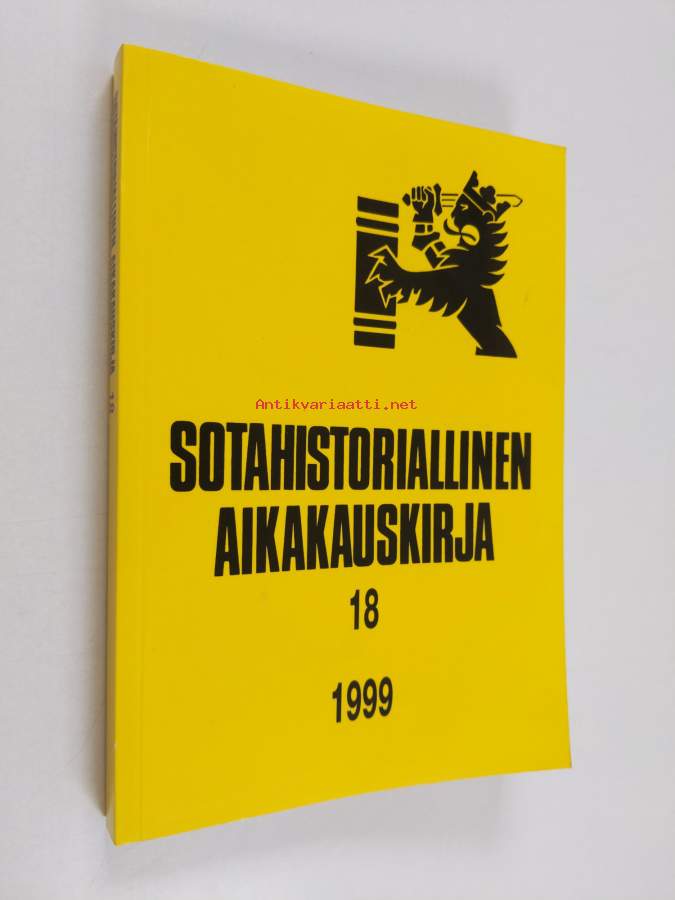 Antikvariaatti.net
SOTAHISTORIALLINEN
AIKAKAUSKIRJA
18
1999